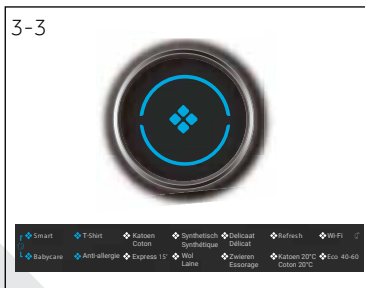 3-3
Smart T-Shirt Katoen Synthetisch Delicaat Refresh Wi-Fi
Coton Synthétique Délicat
Babycare Anti-allergie Express 15' Wol Zwieren Katoen 20°C Eco 40-60
Laine Essorage Coton 20°C